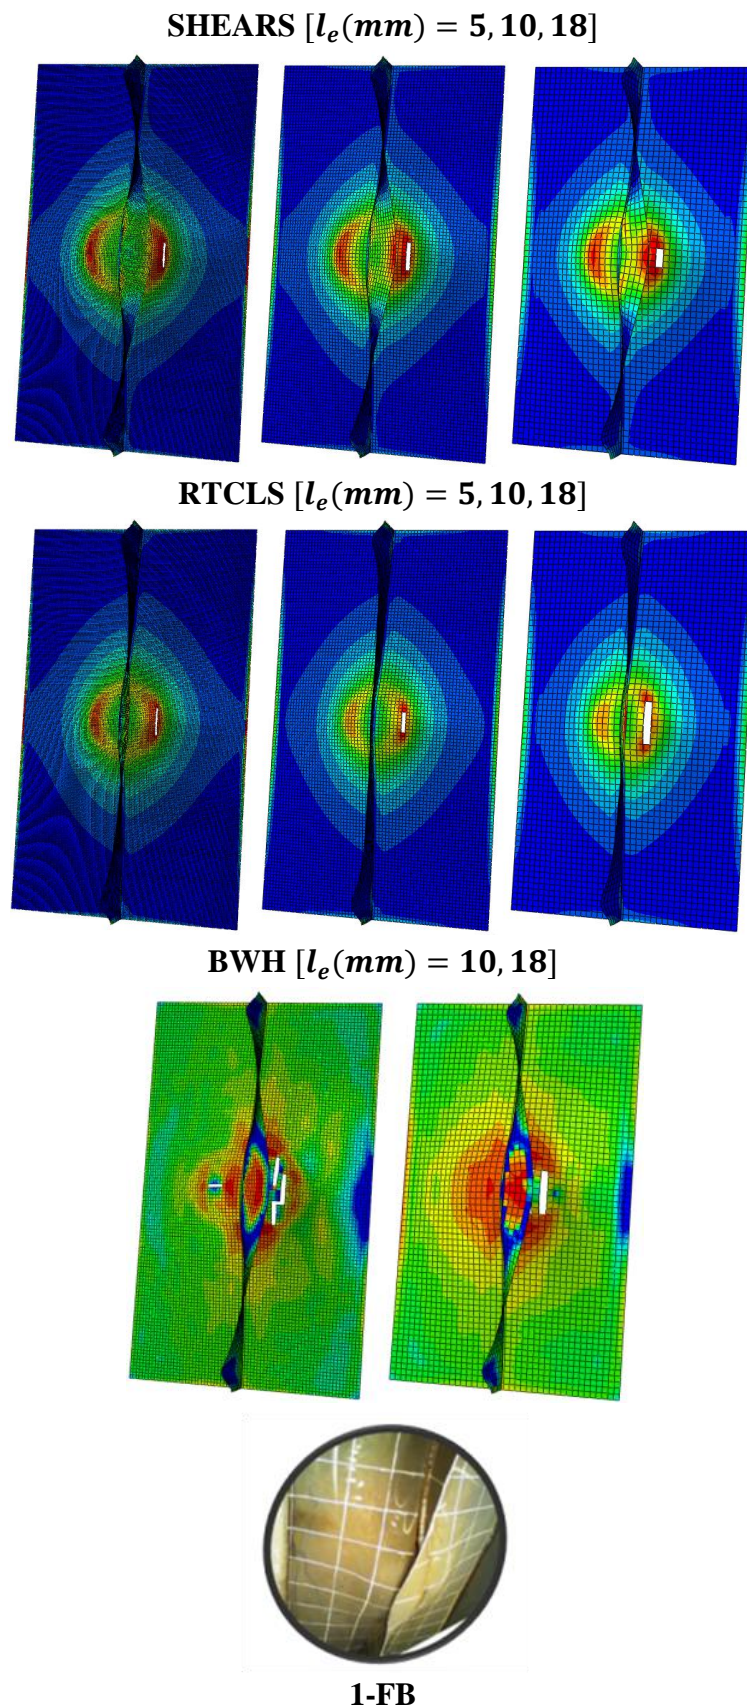 SHEARS [l_e(mm) = 5, 10, 18]
RTCLS [l_e(mm) = 5, 10, 18]
BWH [l_e(mm) = 10, 18]
1-FB